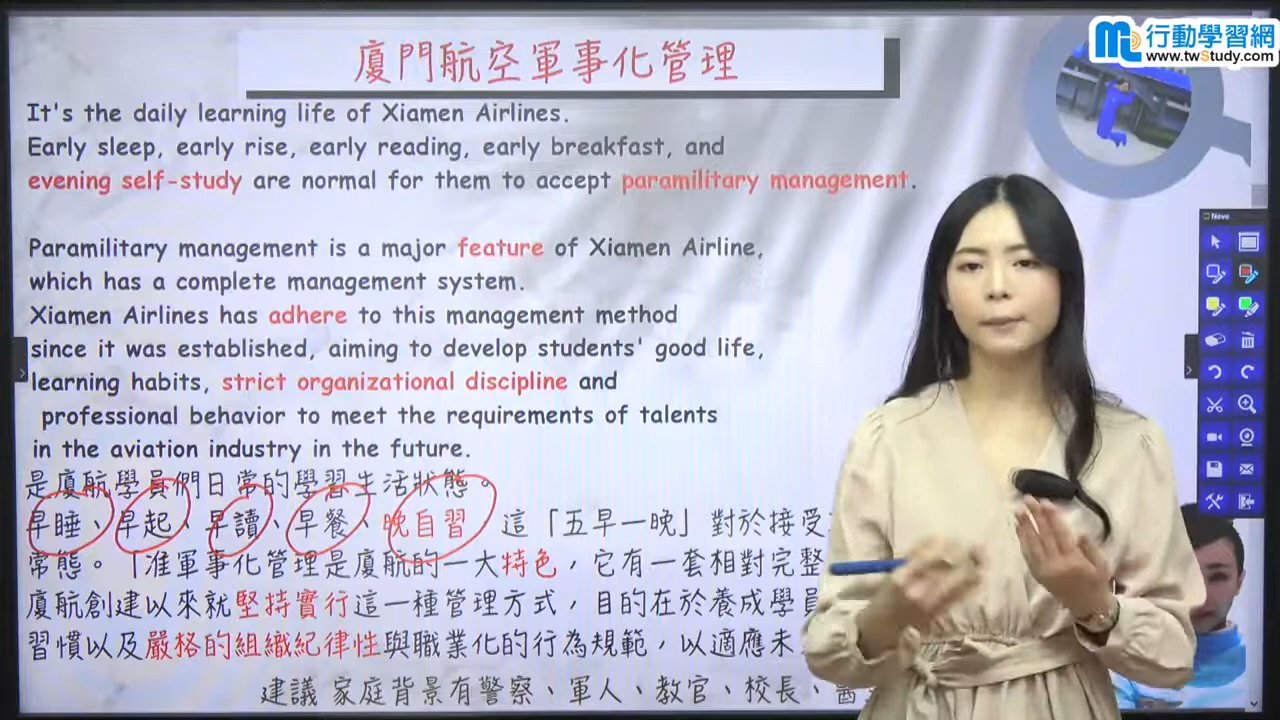 行動學習網
www.twStudy.com
廈門航空軍事化管理
It's the daily learning life of Xiamen Airlines.
Early sleep, early rise, early reading, early breakfast, and
evening self-study are normal for them to accept paramilitary management.
Paramilitary management is a major feature of Xiamen Airline,
which has a complete management system.
Xiamen Airlines has adhere to this management method
since it was established, aiming to develop students' good life,
learning habits, strict organizational discipline and
professional behavior to meet the requirements of talents
in the aviation industry in the future.
是廈航學員們日常的學習生活狀態。
早睡、早起、早讀、早餐、晚自習 這「五早一晚」對於接受
常態。「准軍事化管理是廈航的一大特色，它有一套相對完整
廈航創建以來就堅持實行這一種管理方式，目的在於養成學員
習慣以及嚴格的組織紀律性與職業化的行為規範，以適應未
建議 家庭背景有警察、軍人、教官、校長、
Novo